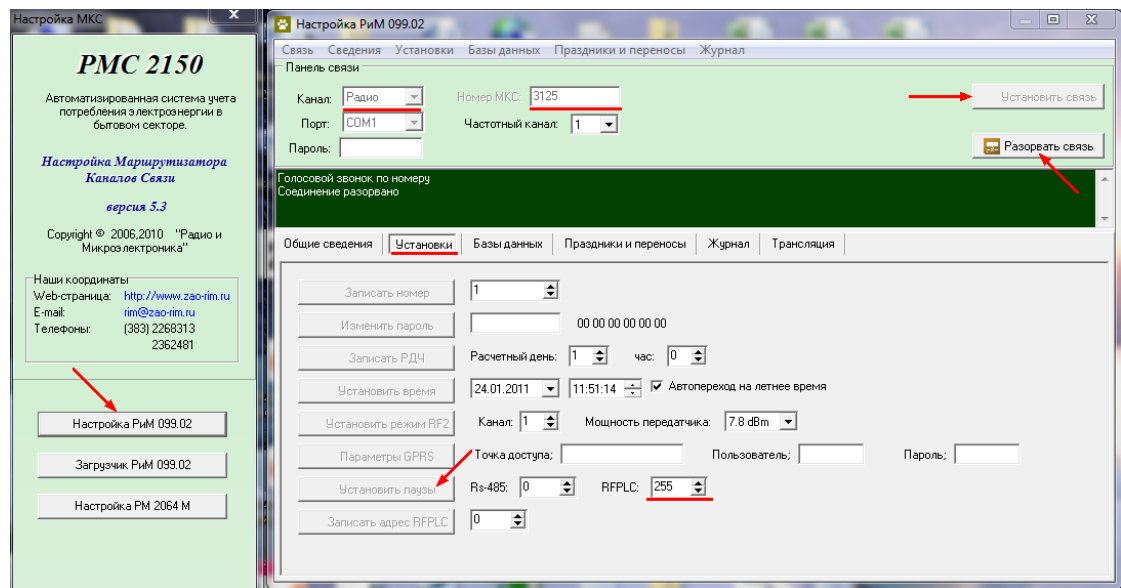 Настройка МКС
X
РМС 2150
Автоматизированная система учета
потребления электроэнергии в
бытовом секторе.
Настройка Маршрутизатора
Каналов Связи
версия 5.3
Copyright © 2006,2010 "Радио и
Микроэлектроника"
Наши координаты
Web-страница: http://www.zao-rim.ru
E-mail: rim@zao-rim.ru
Телефоны: (383) 2268313
2362481
Настройка РиМ 099.02
Загрузчик РиМ 099.02
Настройка РМ 2064 М
Настройка РиМ 099.02
Связь Сведения Установки Базы данных Праздники и переносы Журнал
Панель связи
Канал: Радио Номер МКС: 3125 Установить связь
Порт: COM1 Частотный канал: 1
Пароль: Разорвать связь
Голосовой звонок по номеру
Соединение разорвано
Общие сведения Установки Базы данных Праздники и переносы Журнал Трансляция
Записать номер 1
Изменить пароль 00 00 00 00 00 00
Записать РДЧ Расчетный день: 1 час: 0
Установить время 24.01.2011 11:51:14 Автопереход на летнее время
Установить режим RF2 Канал: 1 Мощность передатчика: 7.8 dBm
Параметры GPRS Точка доступа; Пользователь; Пароль;
Установить паузы Rs-485: 0 RFPLC: 255
Записать адрес RFPLC 0